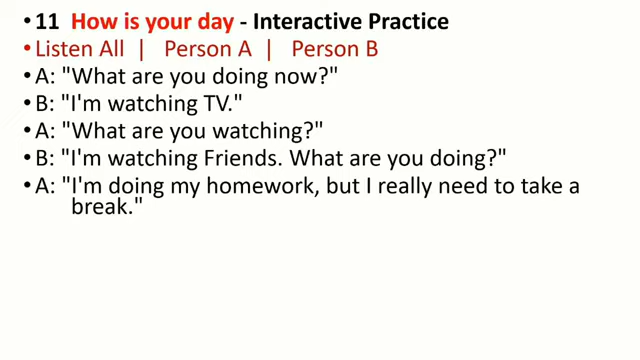 • 11 How is your day - Interactive Practice
• Listen All | Person A | Person B
• A: "What are you doing now?"
• B: "I'm watching TV."
• A: "What are you watching?"
• B: "I'm watching Friends. What are you doing?"
• A: "I'm doing my homework, but I really need to take a
break."